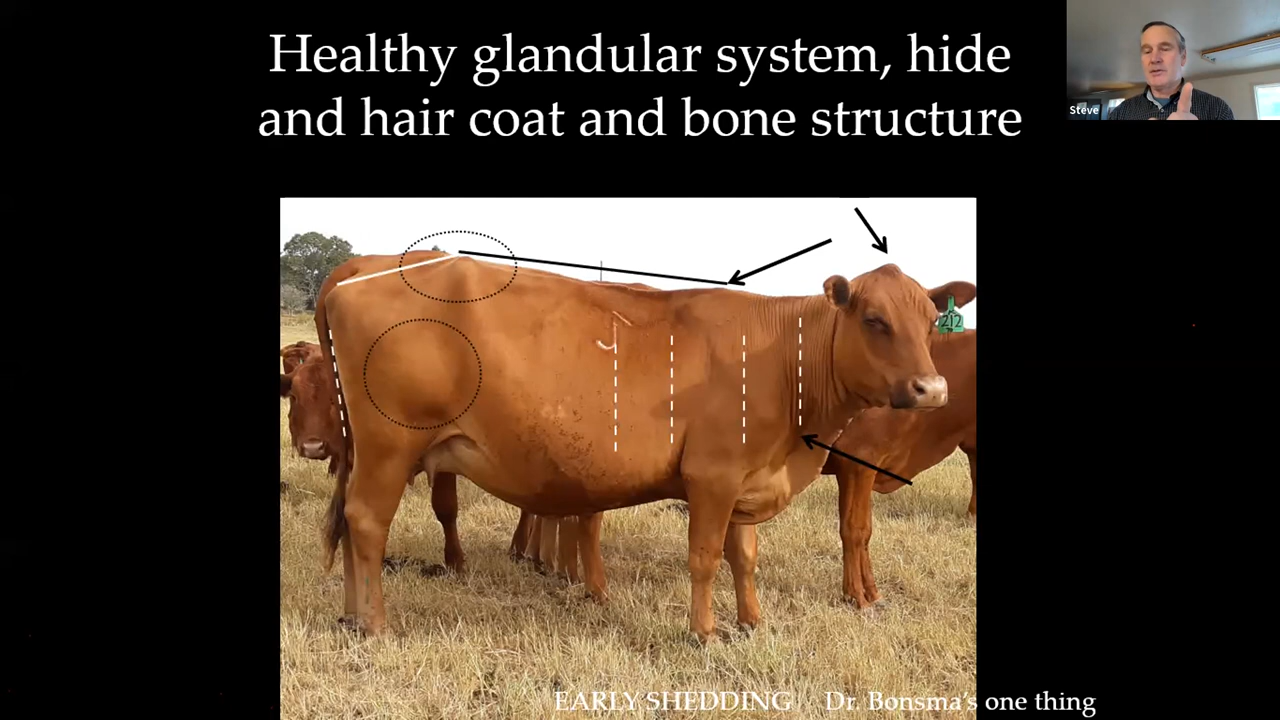 Healthy glandular system, hide
and hair coat and bone structure
Steve
212
EARLY SHEDDING Dr. Bonsma's one thing